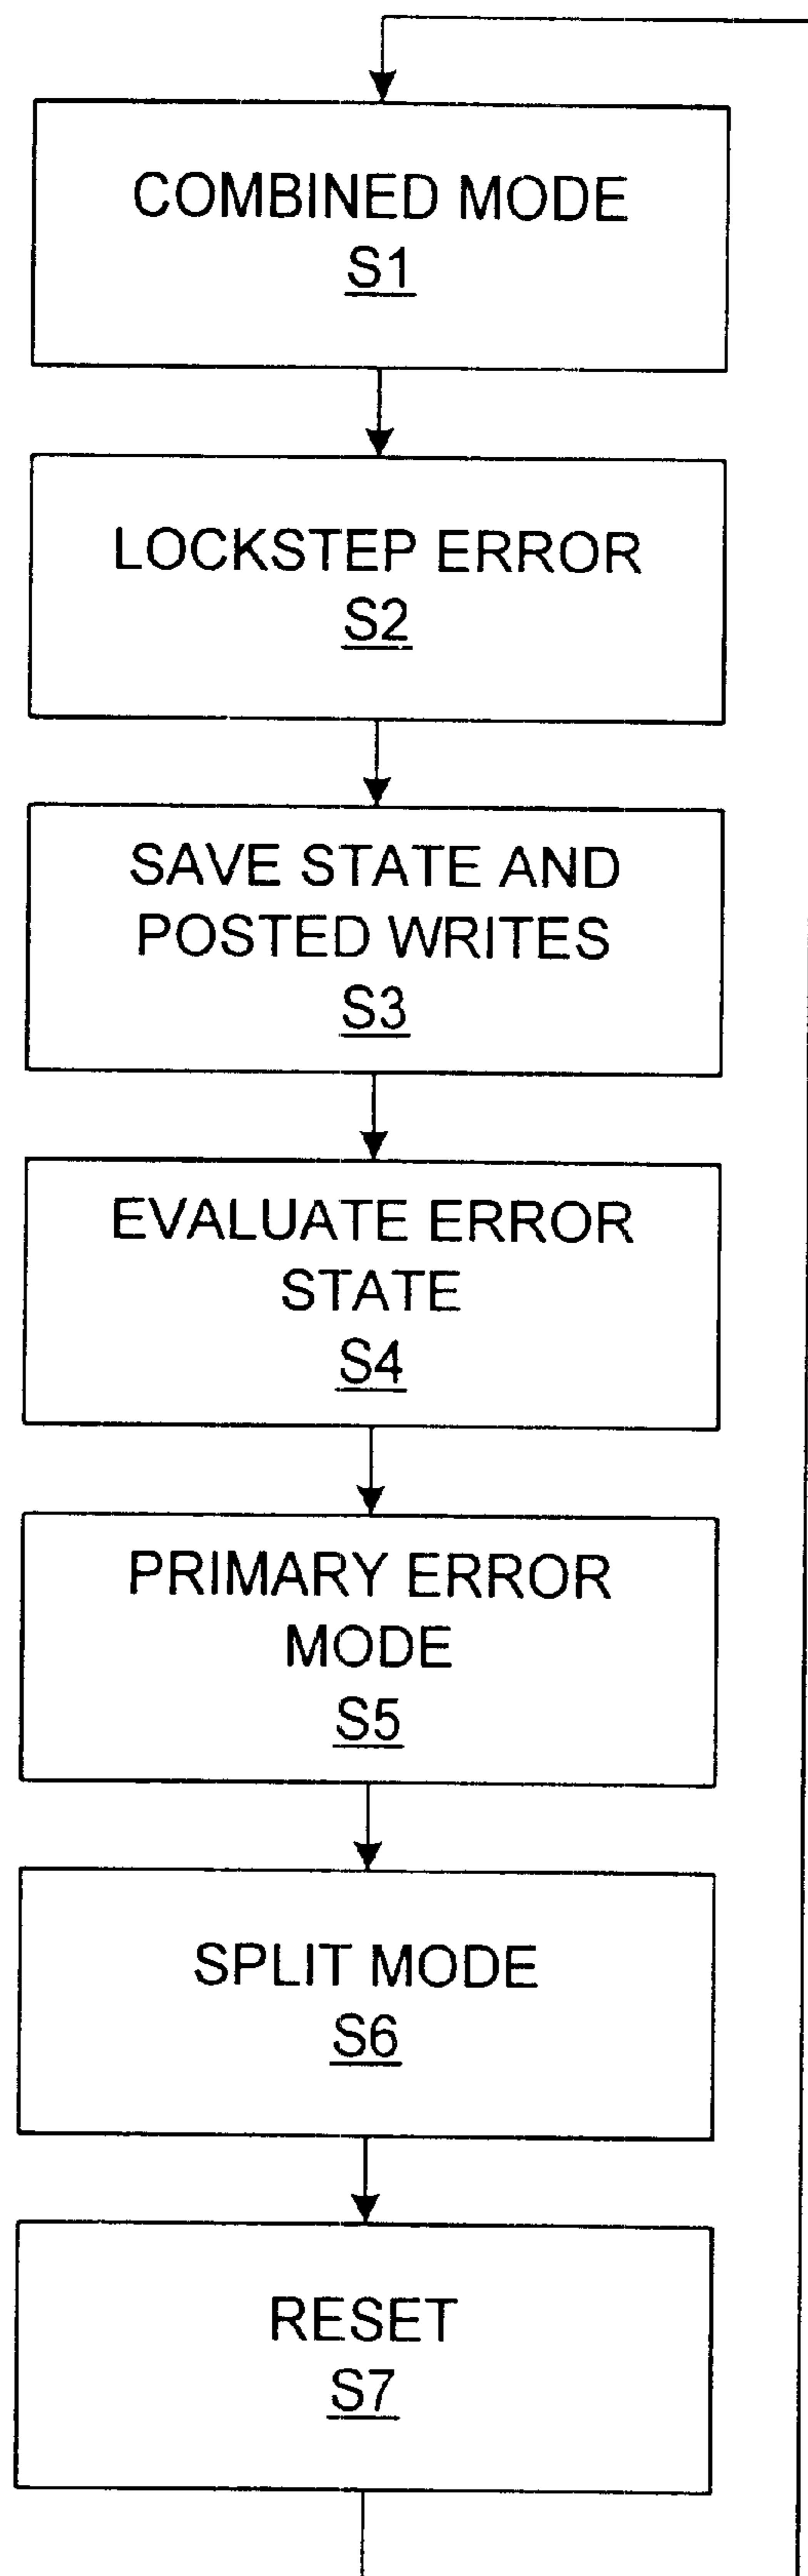 COMBINED MODE
S1
LOCKSTEP ERROR
S2
SAVE STATE AND
POSTED WRITES
S3
EVALUATE ERROR
STATE
S4
PRIMARY ERROR
MODE
S5
SPLIT MODE
S6
RESET
S7